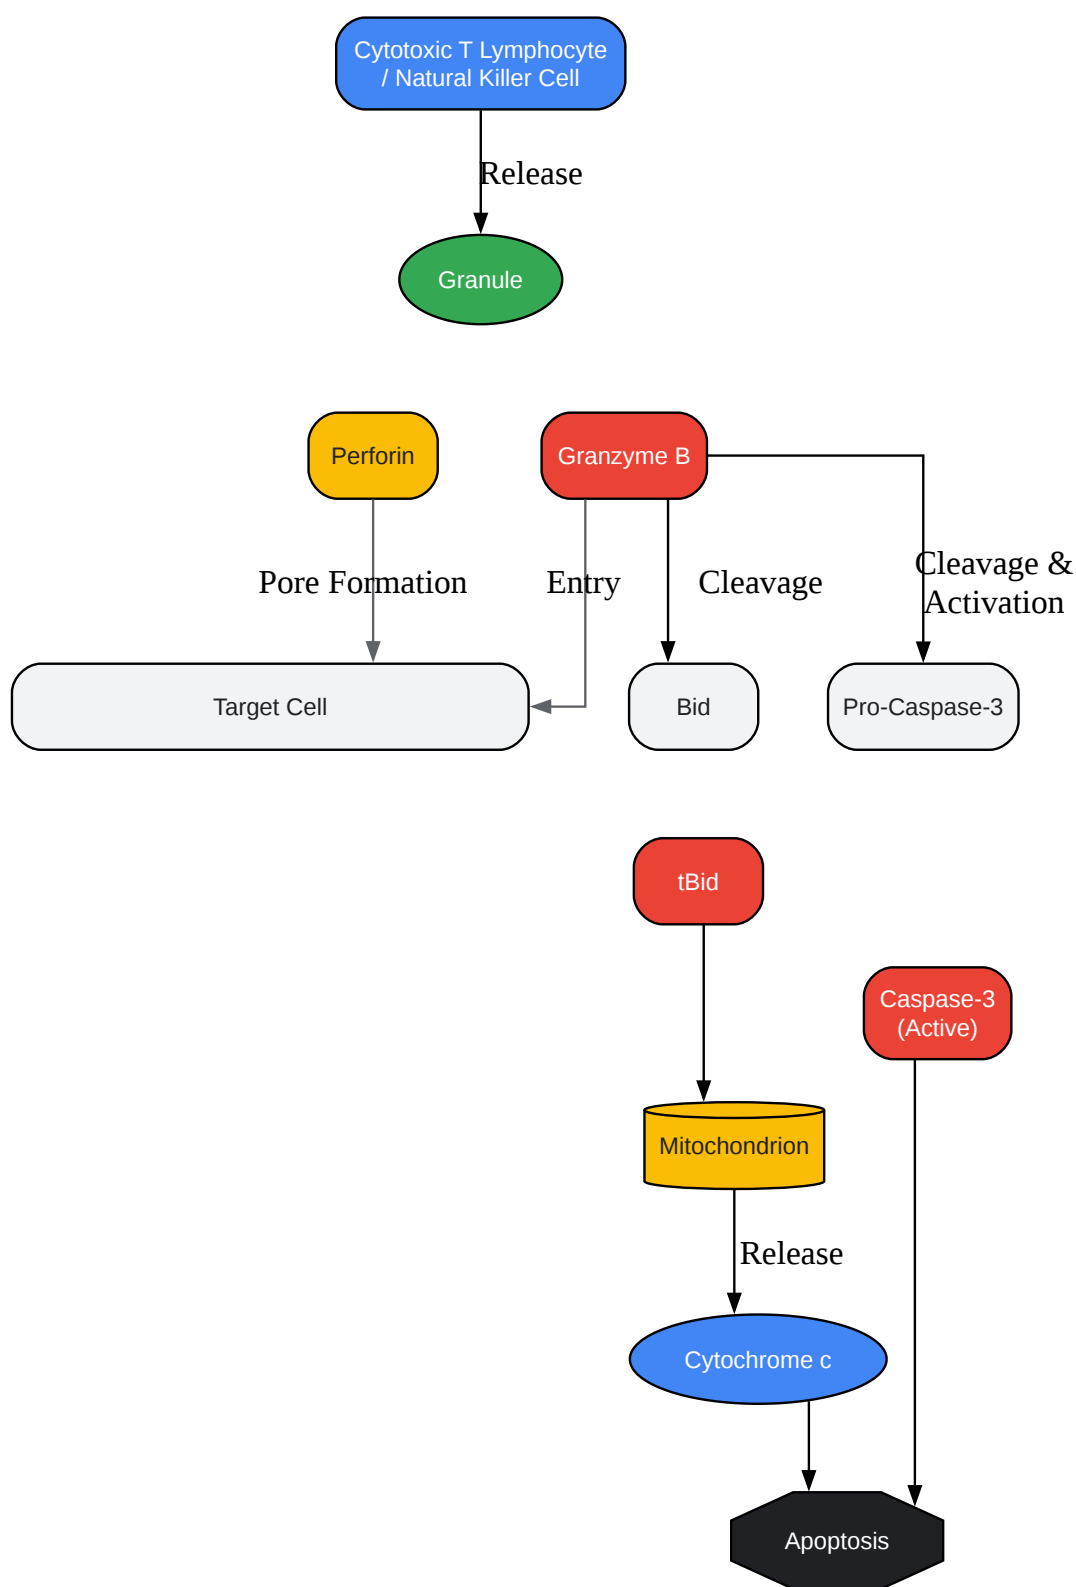 Cytotoxic T Lymphocyte
/ Natural Killer Cell
Release
Granule
Perforin
Granzyme B
Pore Formation
Entry
Cleavage
Cleavage &
Activation
Target Cell
Bid
Pro-Caspase-3
tBid
Caspase-3
(Active)
Mitochondrion
Release
Cytochrome c
Apoptosis